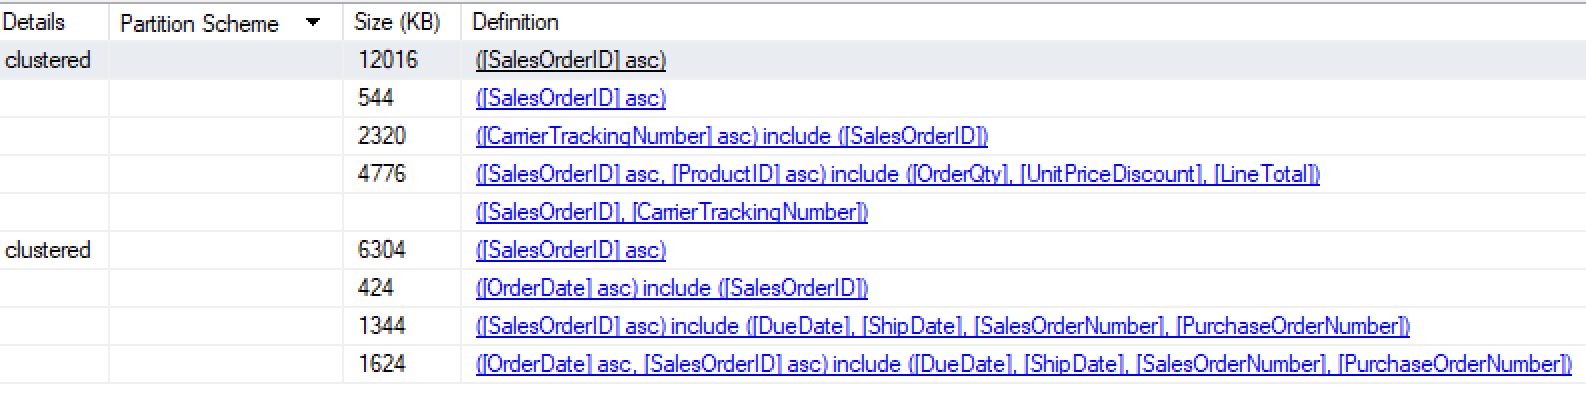 Details Partition Scheme Size (KB) Definition
clustered 12016 ([SalesOrderID] asc)
544 ([SalesOrderID] asc)
2320 ([CarrierTrackingNumber] asc) include ([SalesOrderID])
4776 ([SalesOrderID] asc, [ProductID] asc) include ([OrderQty], [UnitPriceDiscount], [LineTotal])
([SalesOrderID], [CarrierTrackingNumber])
clustered 6304 ([SalesOrderID] asc)
424 ([OrderDate] asc) include ([SalesOrderID])
1344 ([SalesOrderID] asc) include ([DueDate], [ShipDate], [SalesOrderNumber], [PurchaseOrderNumber])
1624 ([OrderDate] asc, [SalesOrderID] asc) include ([DueDate], [ShipDate], [SalesOrderNumber], [PurchaseOrderNumber])